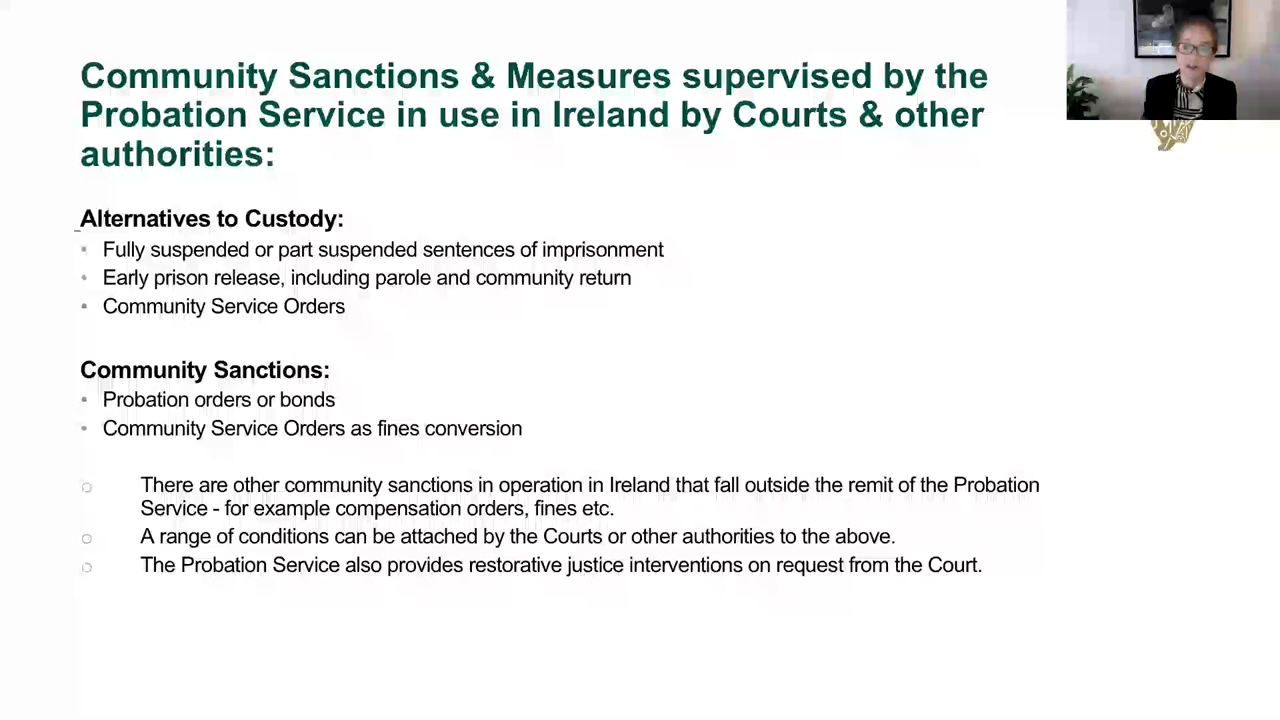 Community Sanctions & Measures supervised by the
Probation Service in use in Ireland by Courts & other
authorities:
Alternatives to Custody:
Fully suspended or part suspended sentences of imprisonment
Early prison release, including parole and community return
Community Service Orders
Community Sanctions:
Probation orders or bonds
Community Service Orders as fines conversion
There are other community sanctions in operation in Ireland that fall outside the remit of the Probation
Service - for example compensation orders, fines etc.
A range of conditions can be attached by the Courts or other authorities to the above.
The Probation Service also provides restorative justice interventions on request from the Court.